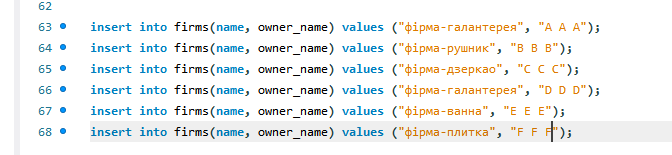 62
63 insert into firms(name, owner_name) values ("фірма-галантерея", "А А А");
64 insert into firms(name, owner_name) values ("фірма-рушник", "В В В");
65 insert into firms(name, owner_name) values ("фірма-дзеркао", "С С С");
66 insert into firms(name, owner_name) values ("фірма-галантерея", "D D D");
67 insert into firms(name, owner_name) values ("фірма-ванна", "E E E");
68 insert into firms(name, owner_name) values ("фірма-плитка", "F F F");